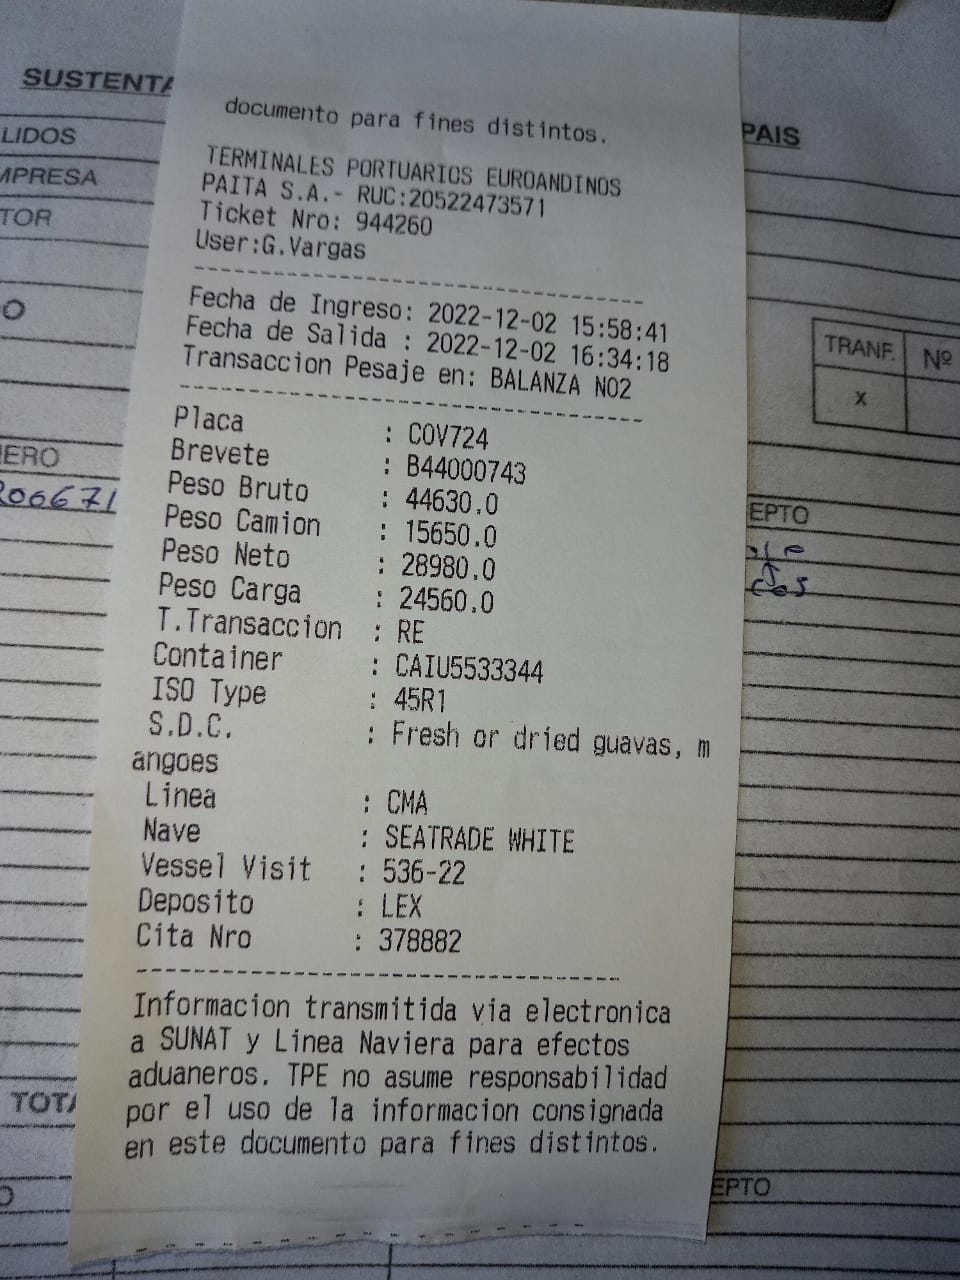 documento para fines distintos.
TERMINALES PORTUARIOS EUROANDINOS
PAITA S.A.- RUC:20522473571
Ticket Nro: 944260
User:G.Vargas
---------------------------------
Fecha de Ingreso: 2022-12-02 15:58:41
Fecha de Salida : 2022-12-02 16:34:18
Transaccion Pesaje en: BALANZA NO2
---------------------------------
Placa : COV724
Brevete : B44000743
Peso Bruto : 44630.0
Peso Camion : 15650.0
Peso Neto : 28980.0
Peso Carga : 24560.0
T.Transaccion : RE
Container : CAIU5533344
ISO Type : 45R1
S.D.C. : Fresh or dried guavas, m
angoes
Linea : CMA
Nave : SEATRADE WHITE
Vessel Visit : 536-22
Deposito : LEX
Cita Nro : 378882
---------------------------------
Informacion transmitida via electronica
a SUNAT y Linea Naviera para efectos
aduaneros. TPE no asume responsabilidad
por el uso de la informacion consignada
en este documento para fines distintos.
SUSTENTA
LIDOS
MPRESA
TOR
O
ERO
206671
TOTA
O
PAIS
TRANF. Nº
X
EPTO
EPTO